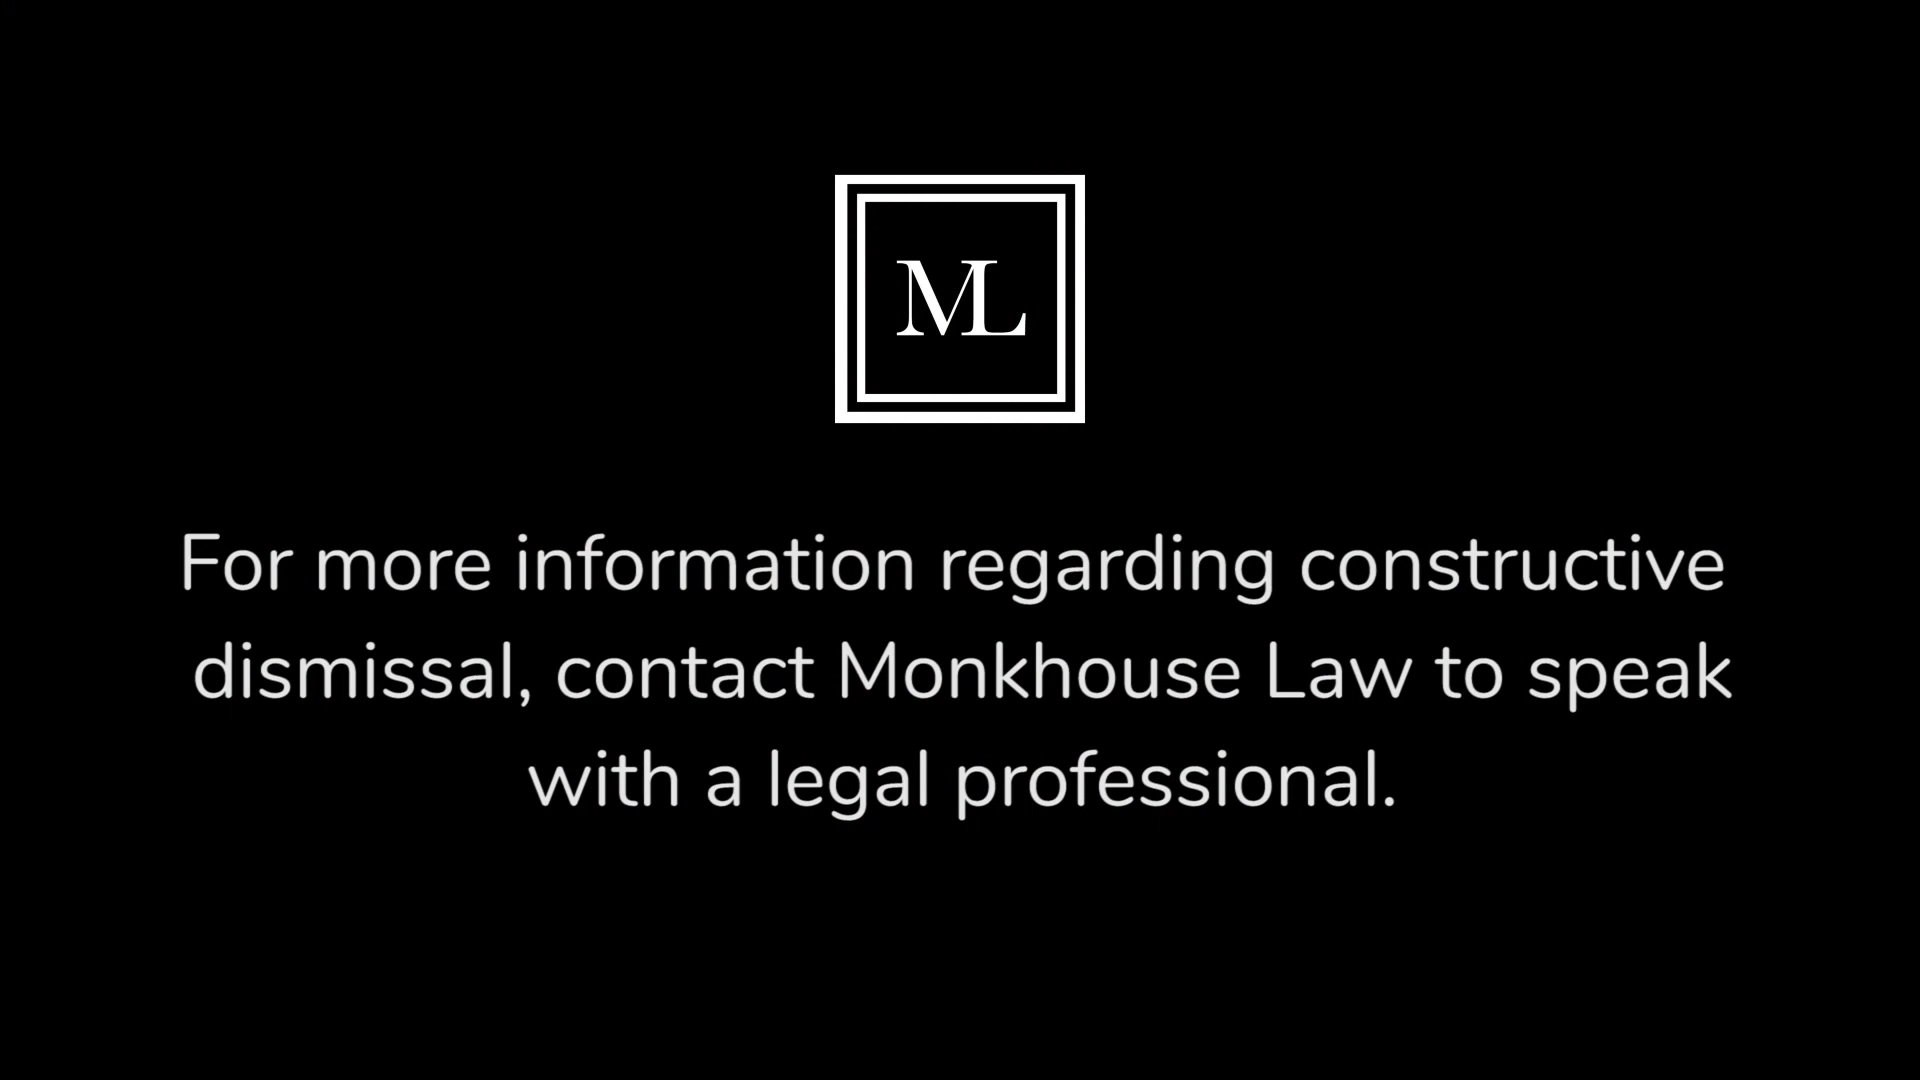 ML
For more information regarding constructive
dismissal, contact Monkhouse Law to speak
with a legal professional.